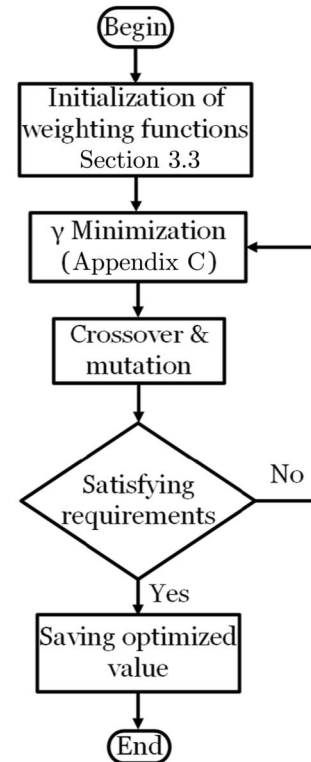 Begin
Initialization of
weighting functions
Section 3.3
γ Minimization
(Appendix C)
Crossover &
mutation
Satisfying
requirements
No
Yes
Saving optimized
value
End